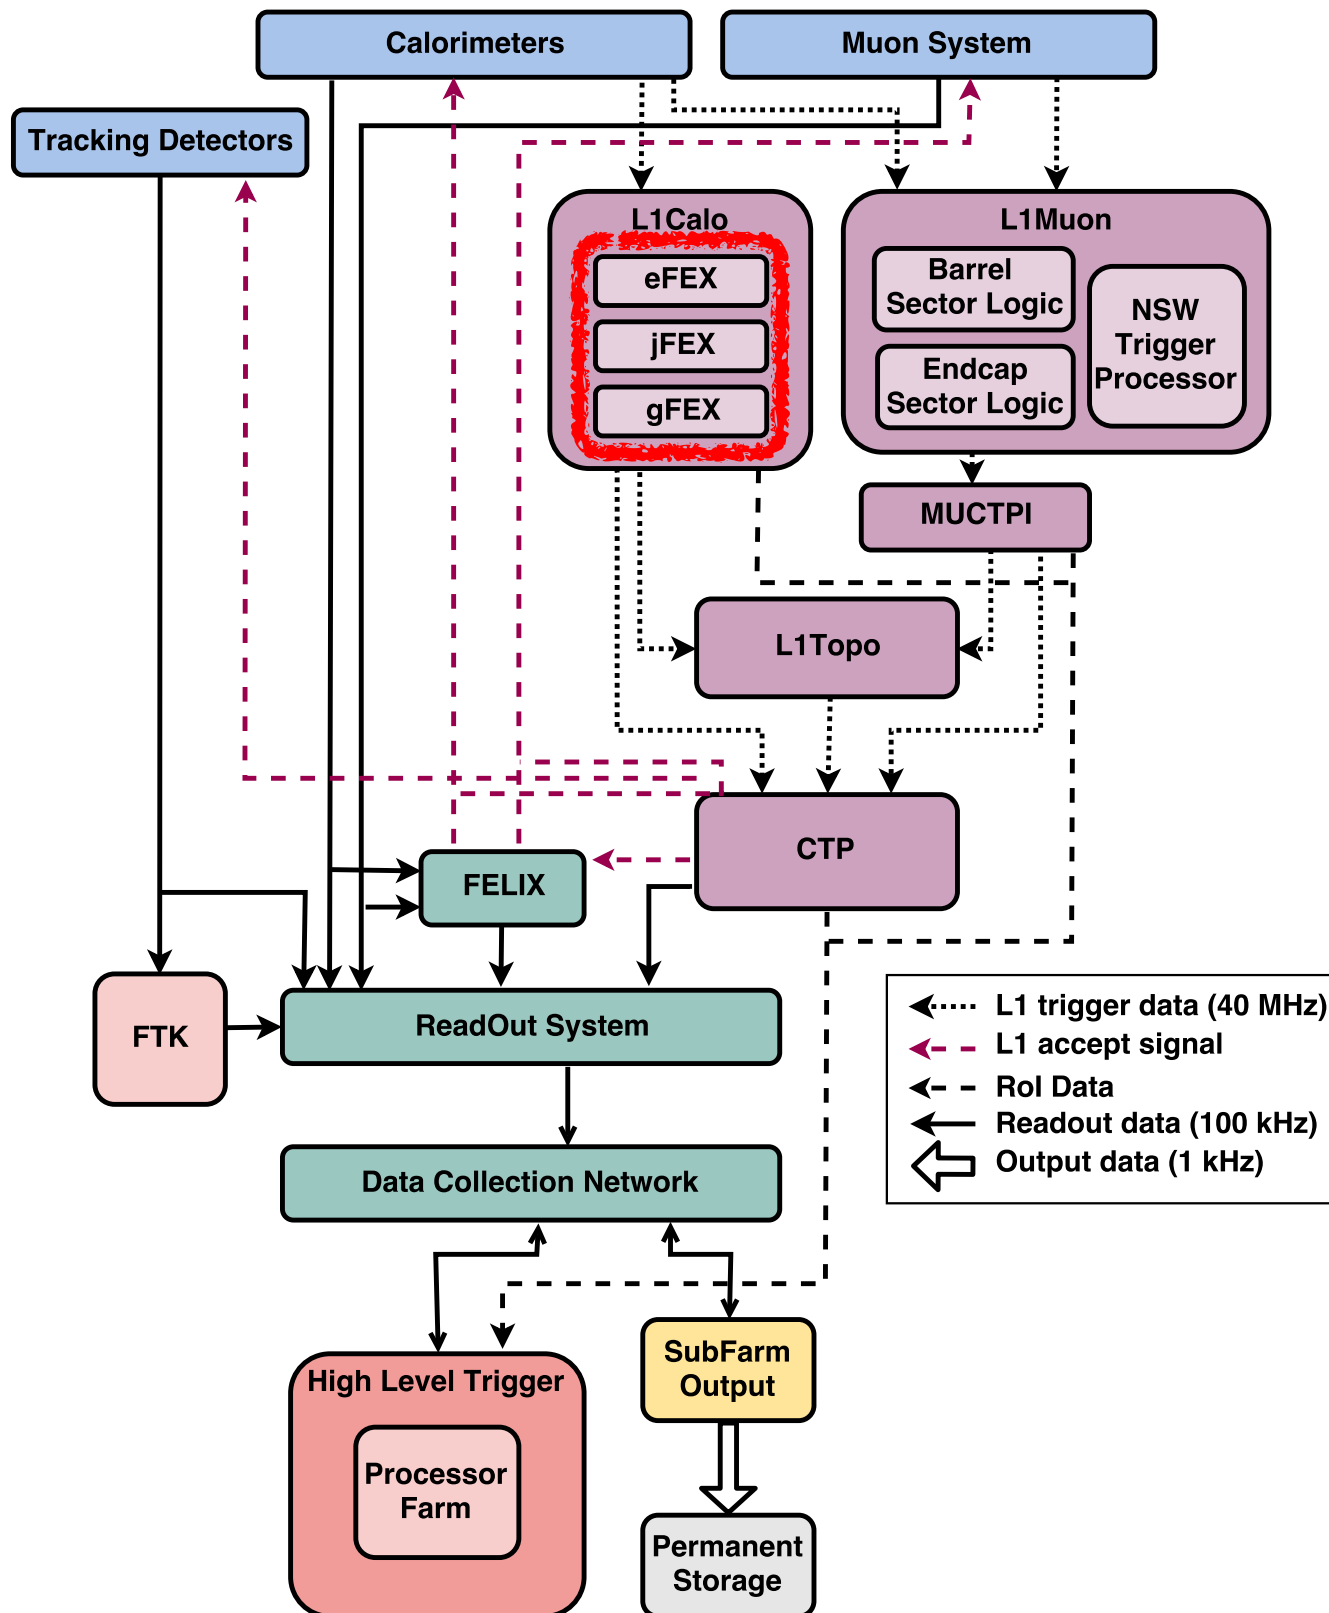 Calorimeters
Muon System
Tracking Detectors
L1Calo
eFEX
jFEX
gFEX
L1Muon
Barrel
Sector Logic
Endcap
Sector Logic
NSW
Trigger
Processor
MUCTPI
L1Topo
CTP
FELIX
FTK
ReadOut System
L1 trigger data (40 MHz)
L1 accept signal
RoI Data
Readout data (100 kHz)
Output data (1 kHz)
Data Collection Network
High Level Trigger
Processor
Farm
SubFarm
Output
Permanent
Storage